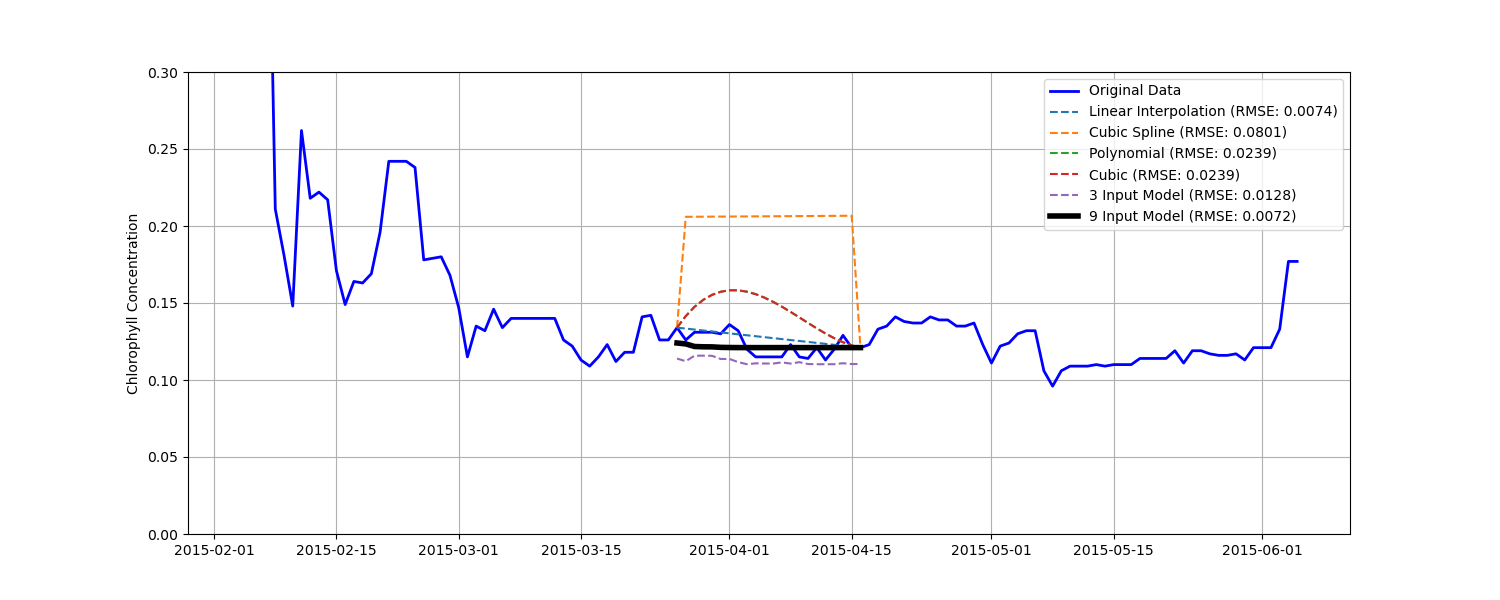 0.30
0.25
0.20
0.15
0.10
0.05
0.00
Chlorophyll Concentration
Original Data
Linear Interpolation (RMSE: 0.0074)
Cubic Spline (RMSE: 0.0801)
Polynomial (RMSE: 0.0239)
Cubic (RMSE: 0.0239)
3 Input Model (RMSE: 0.0128)
9 Input Model (RMSE: 0.0072)
2015-02-01 2015-02-15 2015-03-01 2015-03-15 2015-04-01 2015-04-15 2015-05-01 2015-05-15 2015-06-01